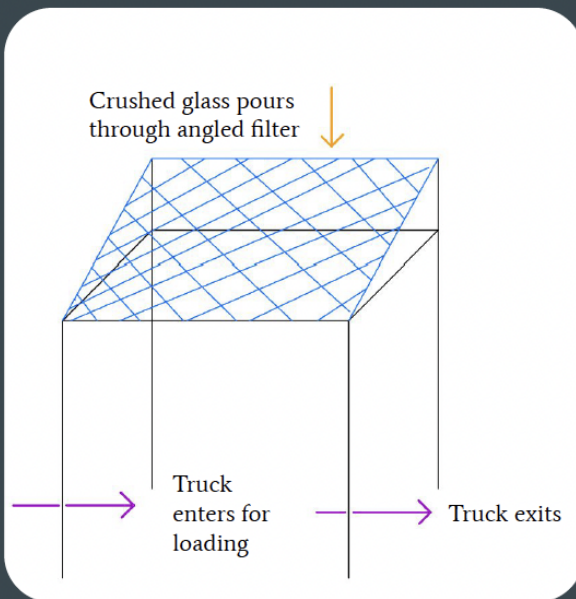 Crushed glass pours
through angled filter
Truck
enters for
loading
Truck exits